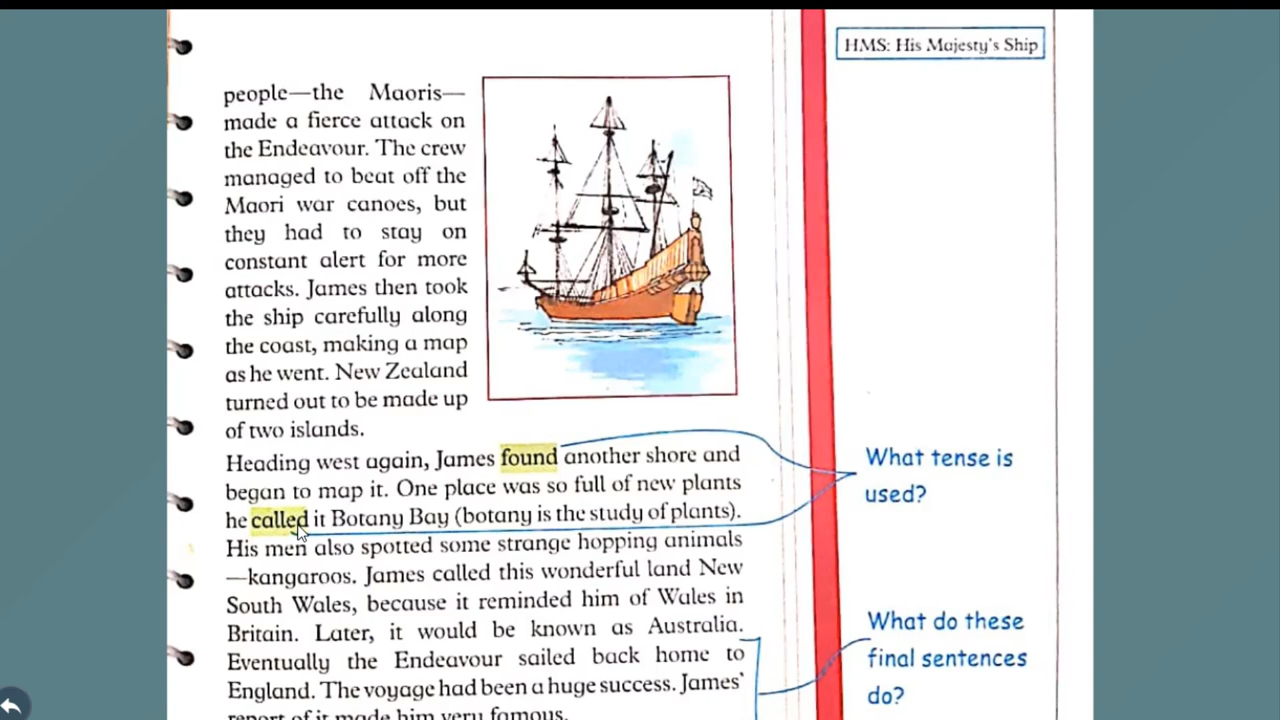 HMS: His Majesty's Ship
people—the Maoris—
made a fierce attack on
the Endeavour. The crew
managed to beat off the
Maori war canoes, but
they had to stay on
constant alert for more
attacks. James then took
the ship carefully along
the coast, making a map
as he went. New Zealand
turned out to be made up
of two islands.
Heading west again, James found another shore and
began to map it. One place was so full of new plants
he called it Botany Bay (botany is the study of plants).
His men also spotted some strange hopping animals
—kangaroos. James called this wonderful land New
South Wales, because it reminded him of Wales in
Britain. Later, it would be known as Australia.
Eventually the Endeavour sailed back home to
England. The voyage had been a huge success. James'
report of it made him very famous.
What tense is
used?
What do these
final sentences
do?